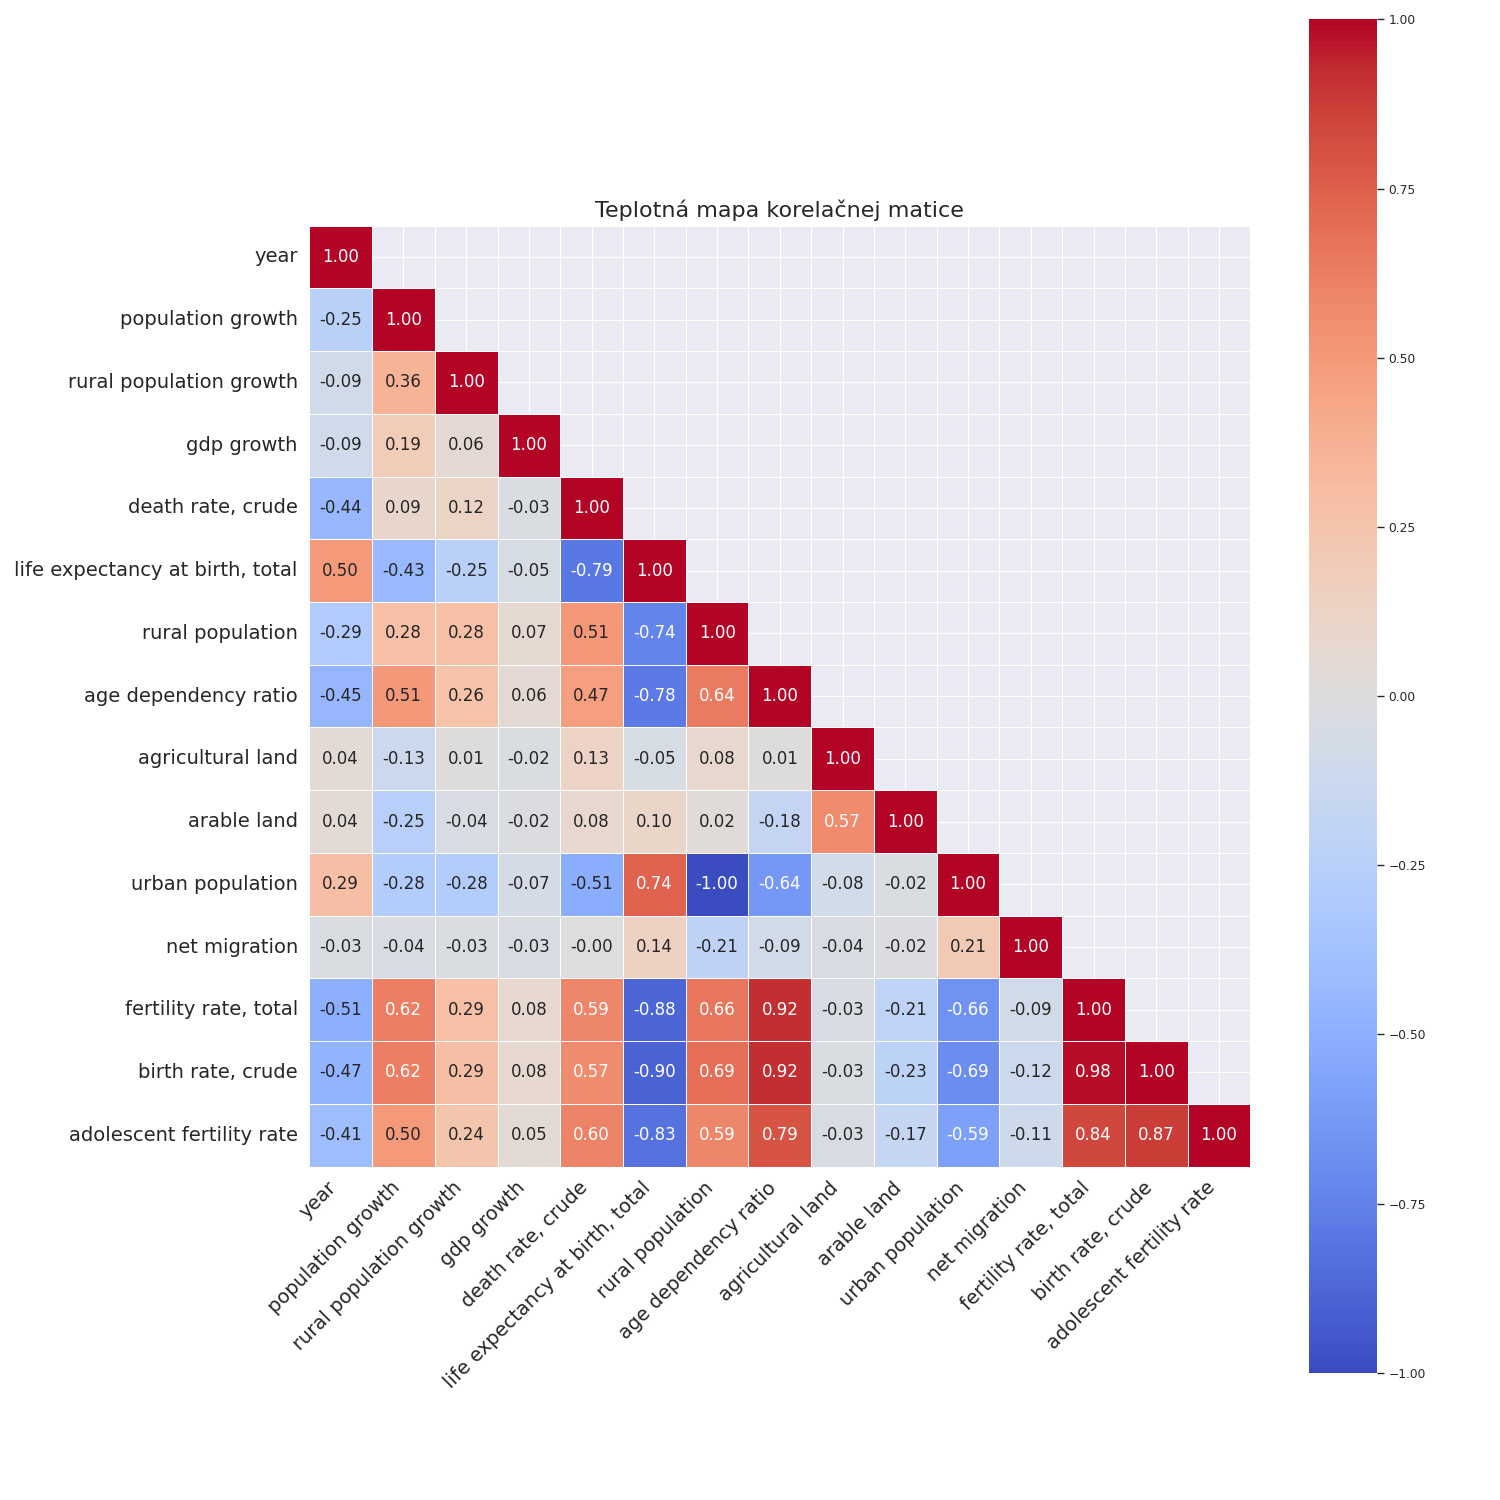 Teplotná mapa korelačnej matice
year 1.00
population growth -0.25 1.00
rural population growth -0.09 0.36 1.00
gdp growth -0.09 0.19 0.06 1.00
death rate, crude -0.44 0.09 0.12 -0.03 1.00
life expectancy at birth, total 0.50 -0.43 -0.25 -0.05 -0.79 1.00
rural population -0.29 0.28 0.28 0.07 0.51 -0.74 1.00
age dependency ratio -0.45 0.51 0.26 0.06 0.47 -0.78 0.64 1.00
agricultural land 0.04 -0.13 0.01 -0.02 0.13 -0.05 0.08 0.01 1.00
arable land 0.04 -0.25 -0.04 -0.02 0.08 0.10 0.02 -0.18 0.57 1.00
urban population 0.29 -0.28 -0.28 -0.07 -0.51 0.74 -1.00 -0.64 -0.08 -0.02 1.00
net migration -0.03 -0.04 -0.03 -0.03 -0.00 0.14 -0.21 -0.09 -0.04 -0.02 0.21 1.00
fertility rate, total -0.51 0.62 0.29 0.08 0.59 -0.88 0.66 0.92 -0.03 -0.21 -0.66 -0.09 1.00
birth rate, crude -0.47 0.62 0.29 0.08 0.57 -0.90 0.69 0.92 -0.03 -0.23 -0.69 -0.12 0.98 1.00
adolescent fertility rate -0.41 0.50 0.24 0.05 0.60 -0.83 0.59 0.79 -0.03 -0.17 -0.59 -0.11 0.84 0.87 1.00
year
population growth
rural population growth
gdp growth
death rate, crude
life expectancy at birth, total
rural population
age dependency ratio
agricultural land
arable land
urban population
net migration
fertility rate, total
birth rate, crude
adolescent fertility rate
1.00
0.75
0.50
0.25
0.00
−0.25
−0.50
−0.75
−1.00